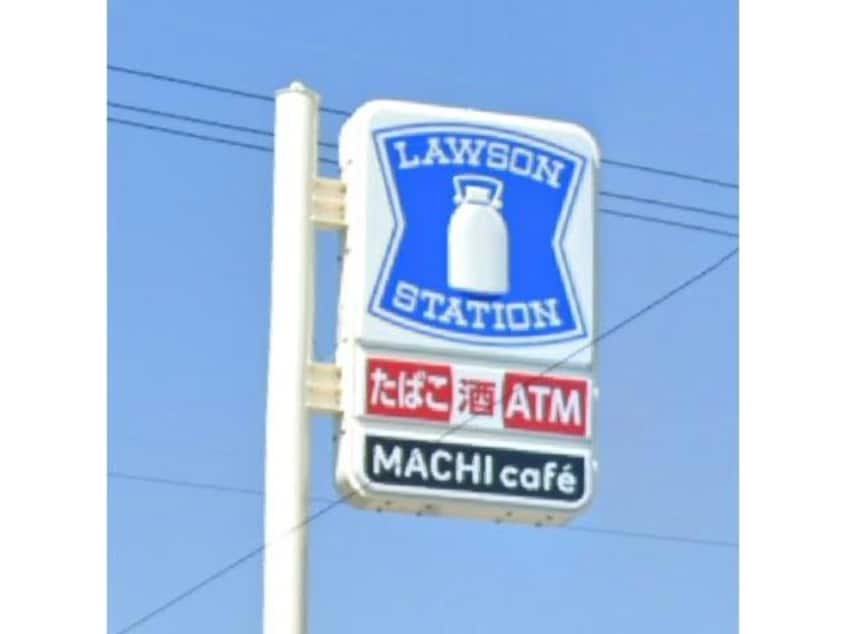 LAWSON
STATION
たばこ 酒 ATM
MACHI café